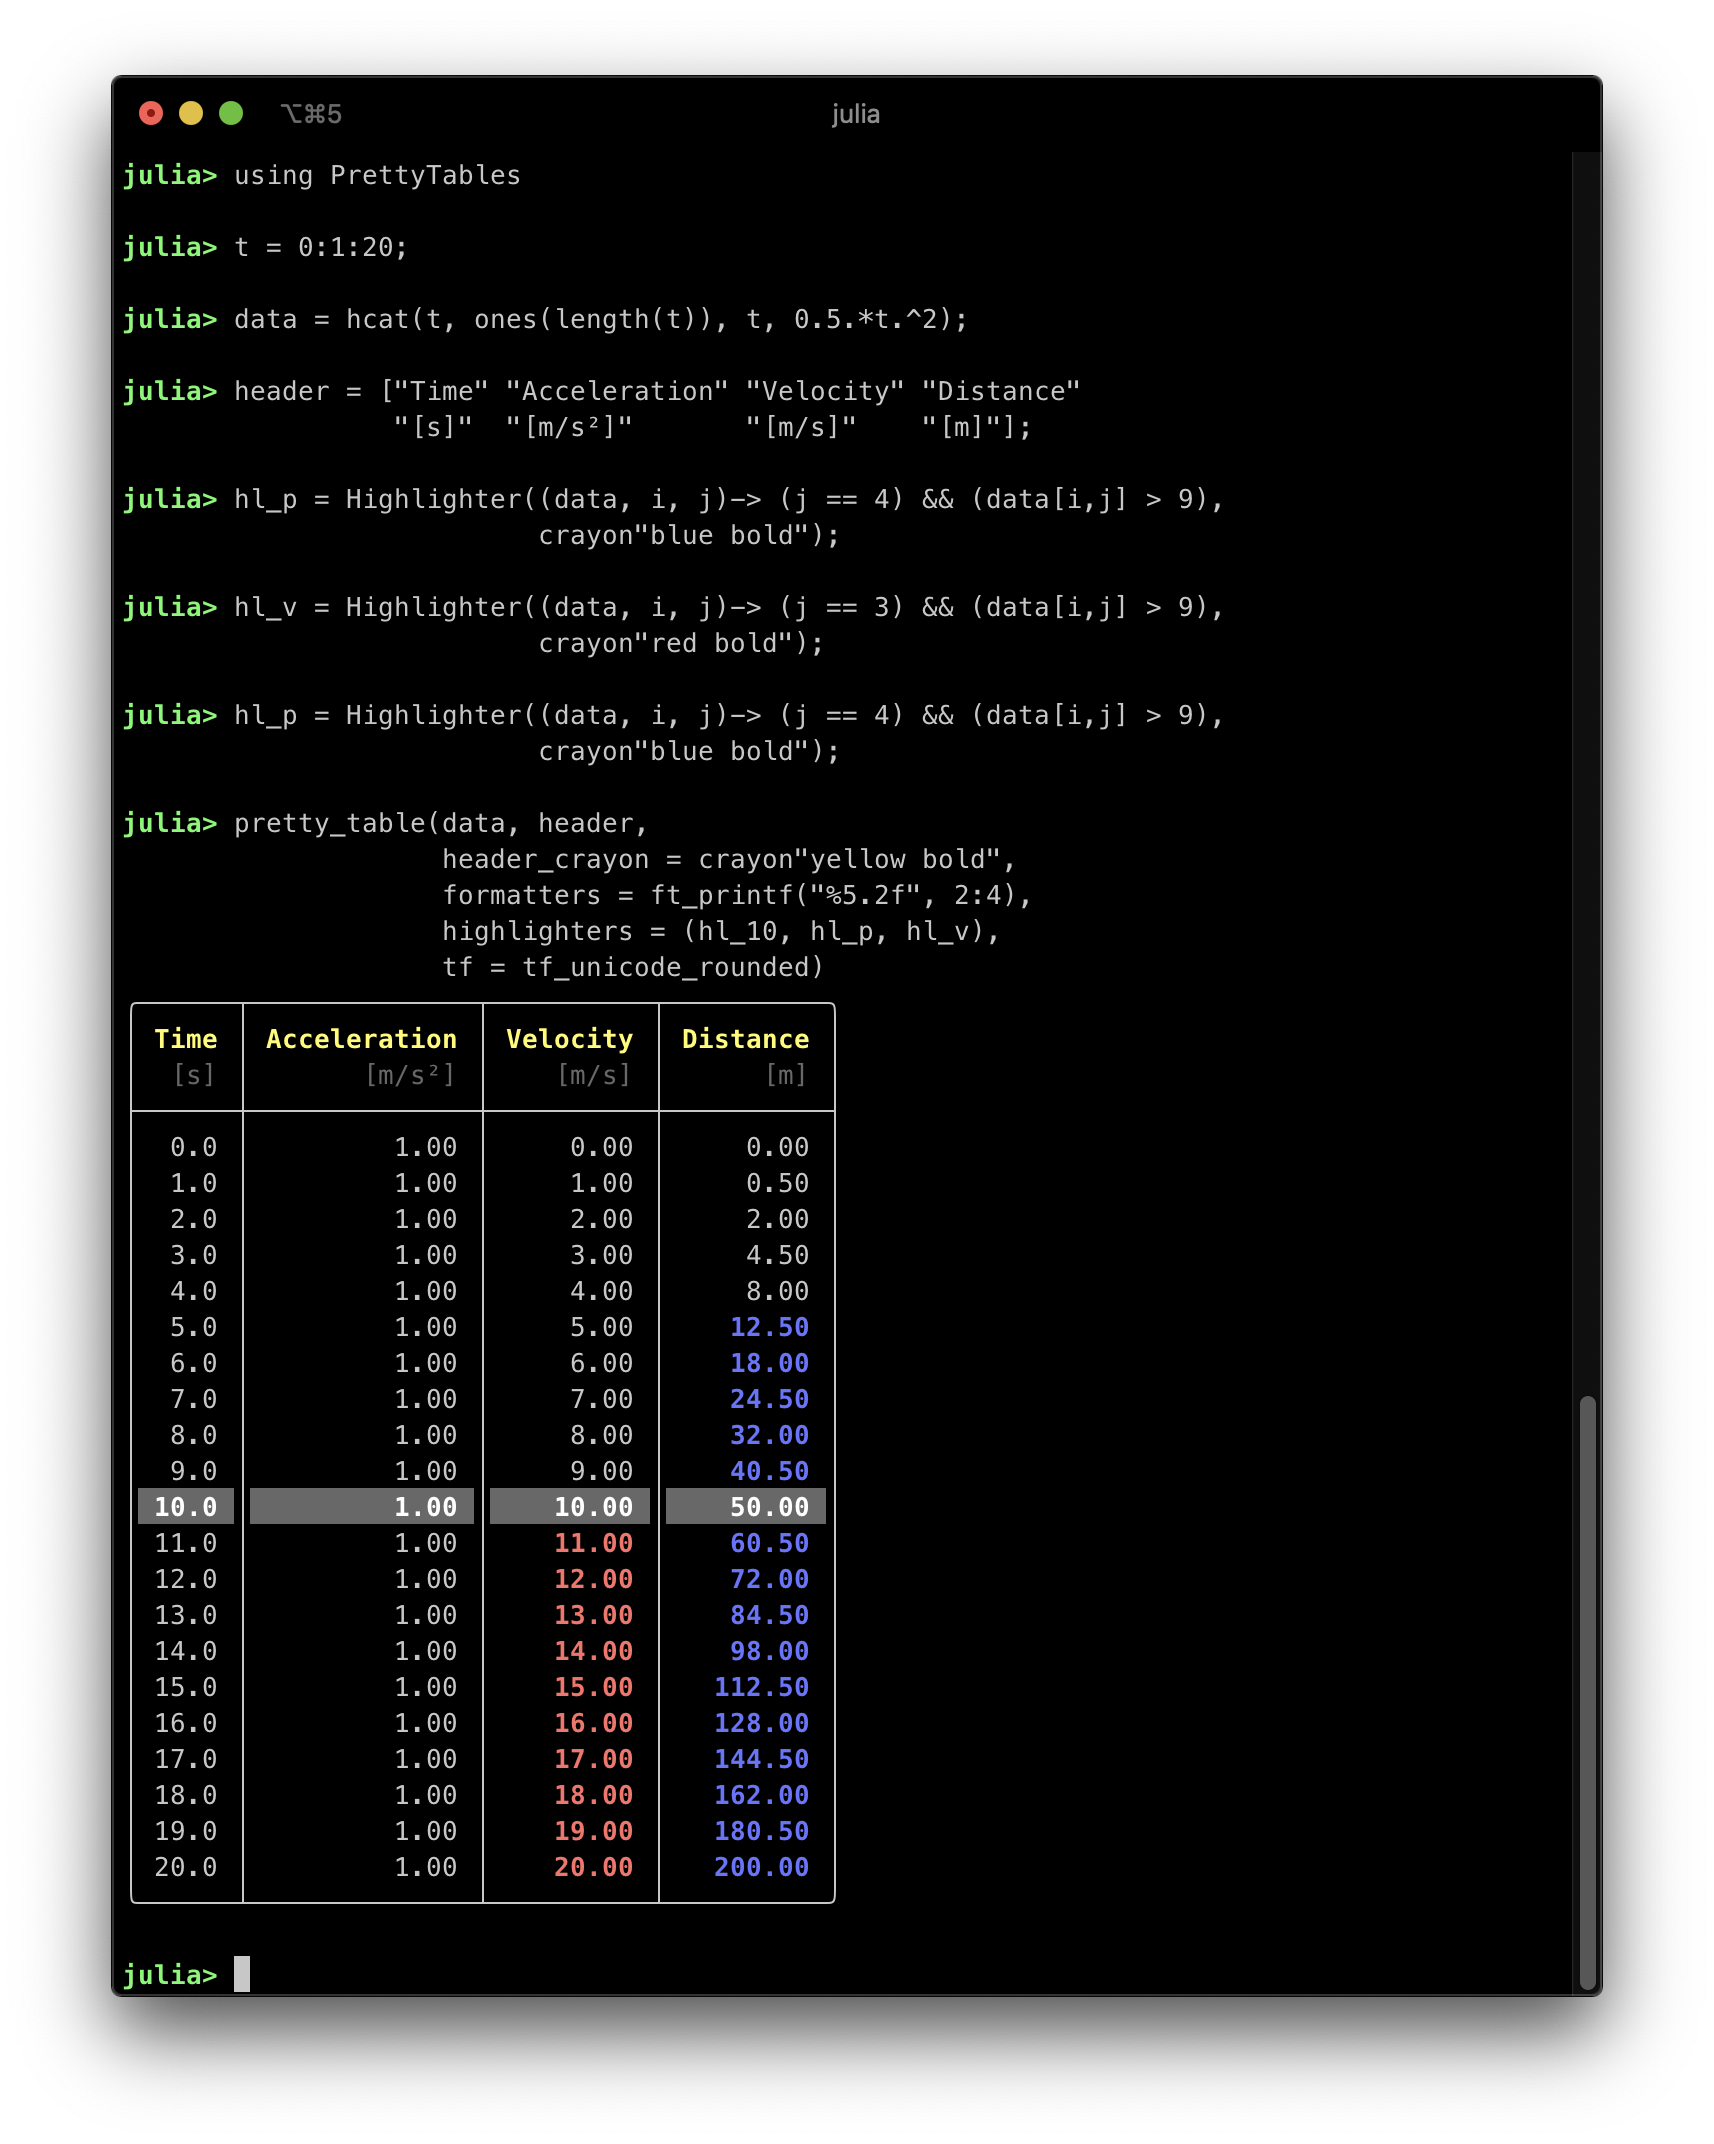 ⌥⌘5 julia
julia> using PrettyTables
julia> t = 0:1:20;
julia> data = hcat(t, ones(length(t)), t, 0.5.*t.^2);
julia> header = ["Time" "Acceleration" "Velocity" "Distance"
"[s]" "[m/s²]" "[m/s]" "[m]"];
julia> hl_p = Highlighter((data, i, j)-> (j == 4) && (data[i,j] > 9),
crayon"blue bold");
julia> hl_v = Highlighter((data, i, j)-> (j == 3) && (data[i,j] > 9),
crayon"red bold");
julia> hl_p = Highlighter((data, i, j)-> (j == 4) && (data[i,j] > 9),
crayon"blue bold");
julia> pretty_table(data, header,
header_crayon = crayon"yellow bold",
formatters = ft_printf("%5.2f", 2:4),
highlighters = (hl_10, hl_p, hl_v),
tf = tf_unicode_rounded)
Time Acceleration Velocity Distance
[s] [m/s²] [m/s] [m]
0.0 1.00 0.00 0.00
1.0 1.00 1.00 0.50
2.0 1.00 2.00 2.00
3.0 1.00 3.00 4.50
4.0 1.00 4.00 8.00
5.0 1.00 5.00 12.50
6.0 1.00 6.00 18.00
7.0 1.00 7.00 24.50
8.0 1.00 8.00 32.00
9.0 1.00 9.00 40.50
10.0 1.00 10.00 50.00
11.0 1.00 11.00 60.50
12.0 1.00 12.00 72.00
13.0 1.00 13.00 84.50
14.0 1.00 14.00 98.00
15.0 1.00 15.00 112.50
16.0 1.00 16.00 128.00
17.0 1.00 17.00 144.50
18.0 1.00 18.00 162.00
19.0 1.00 19.00 180.50
20.0 1.00 20.00 200.00
julia>